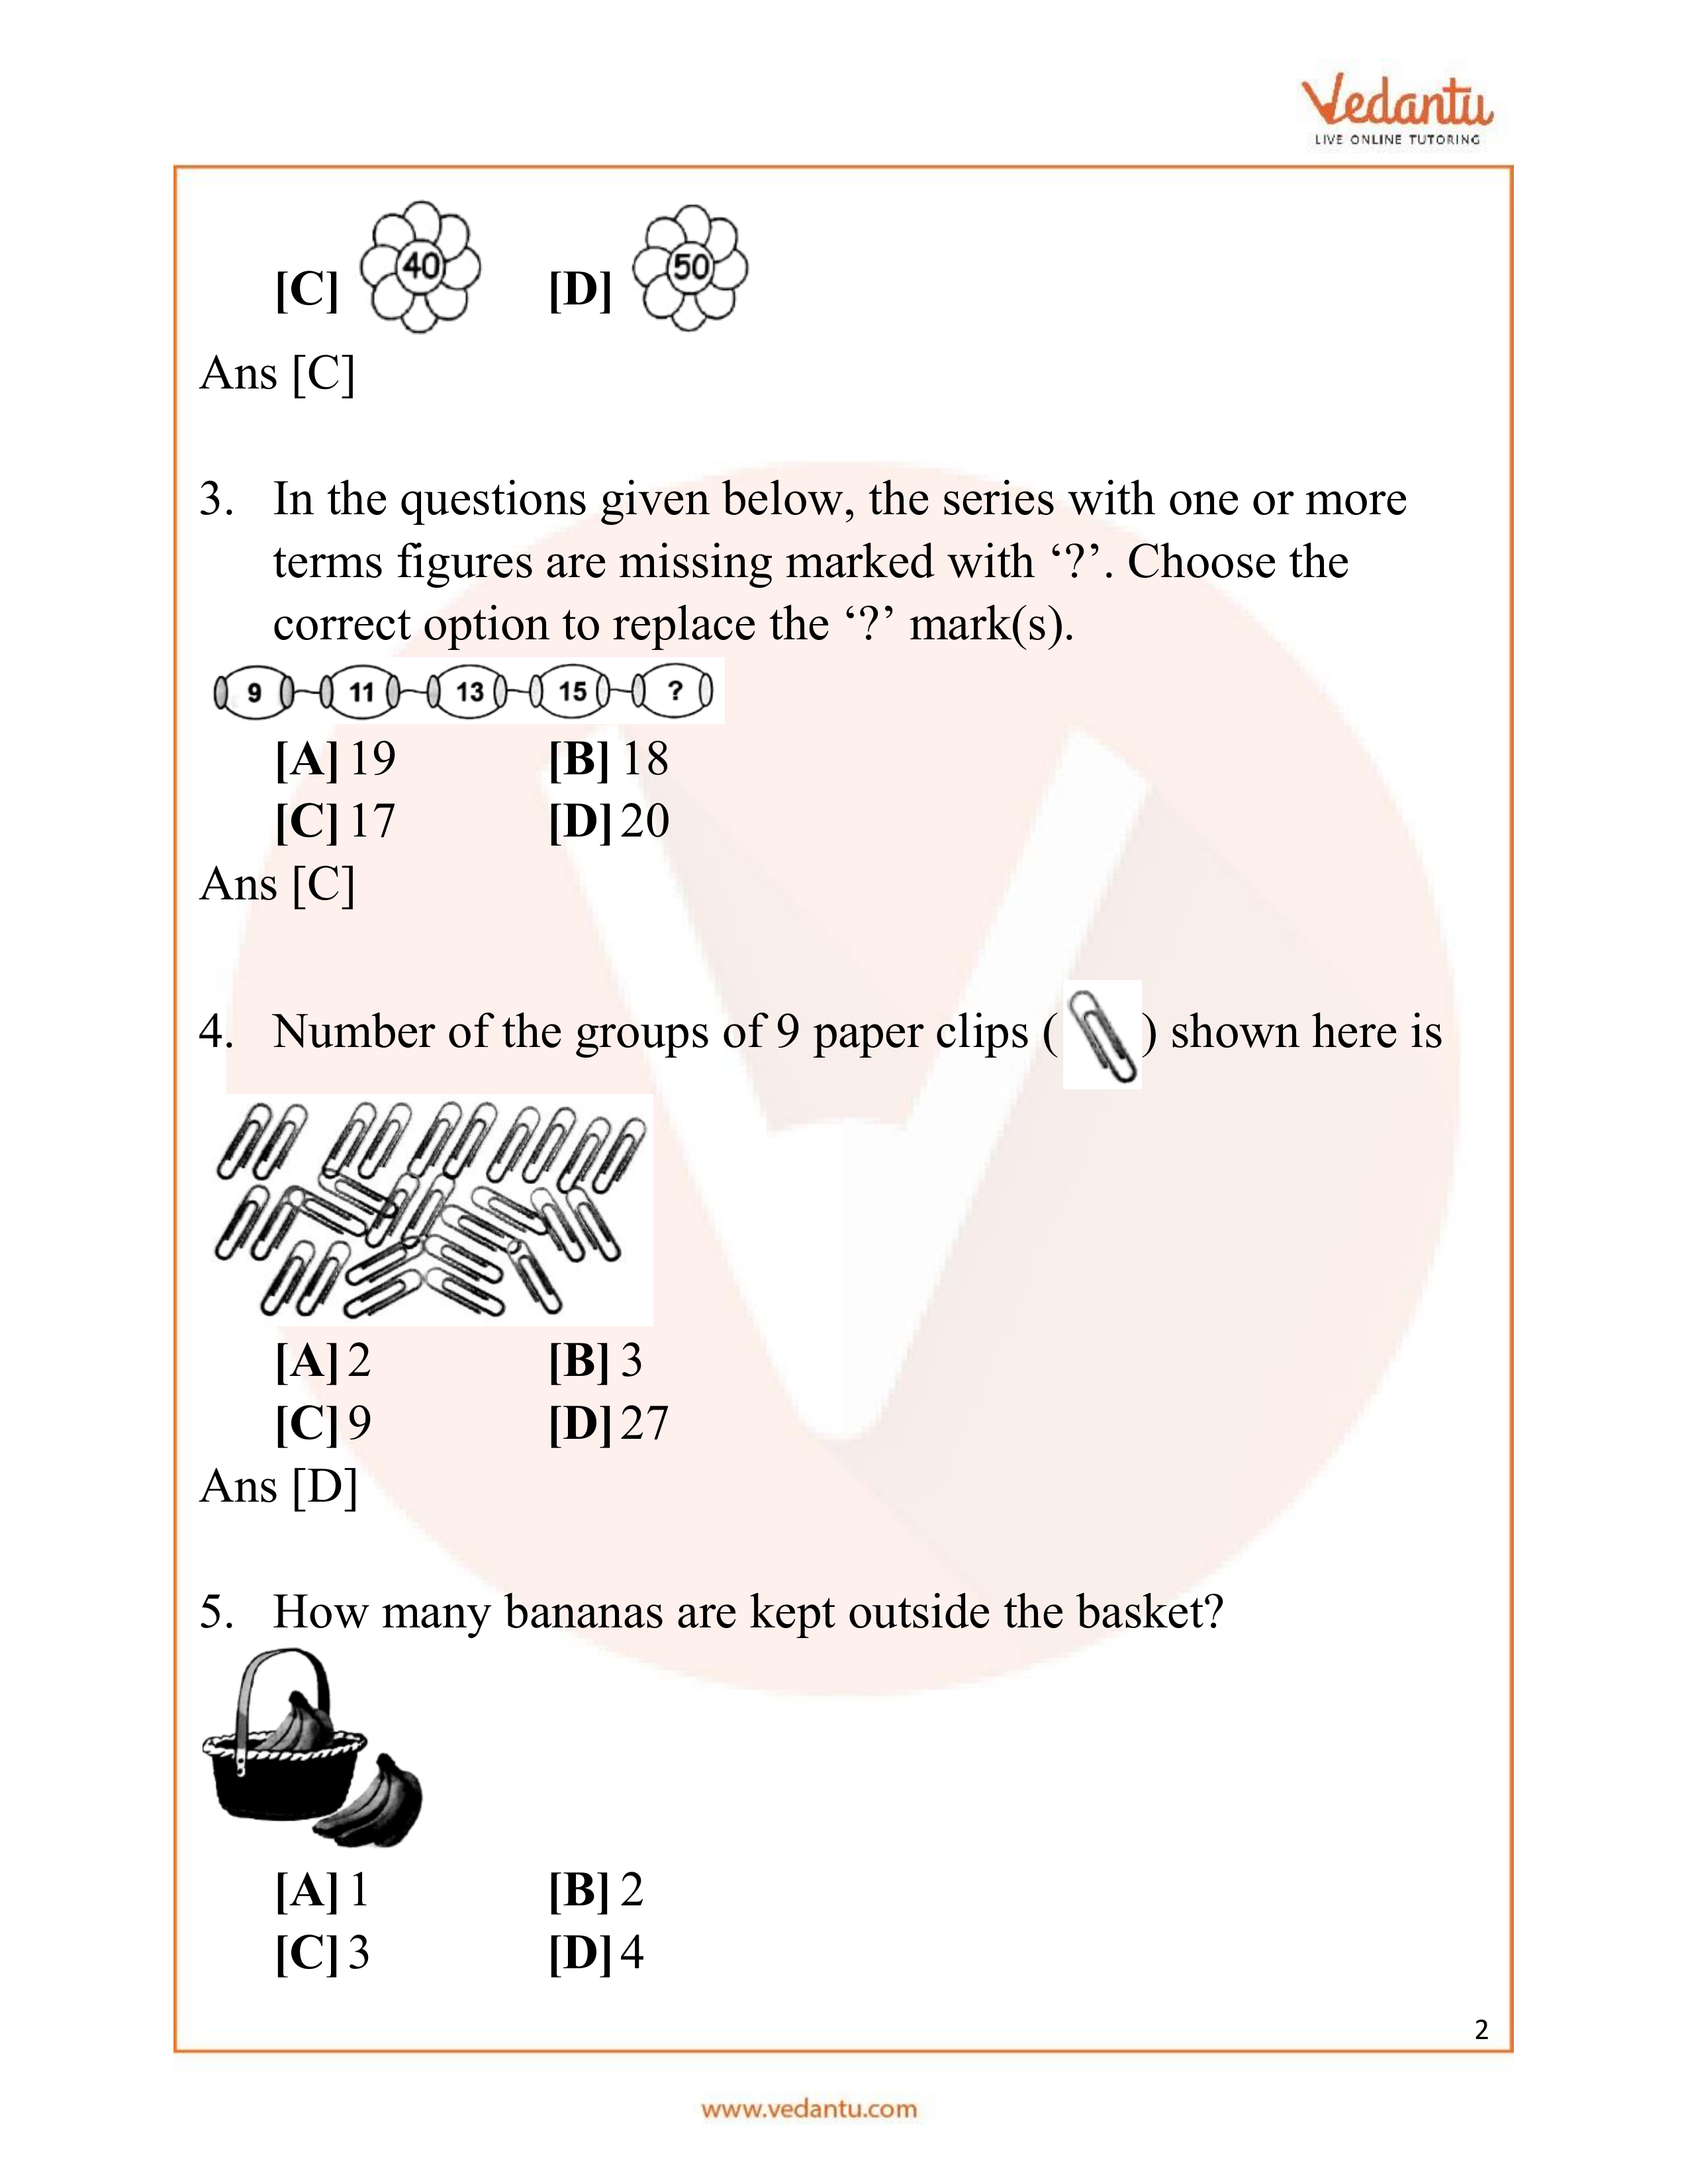 Vedantu
LIVE ONLINE TUTORING
[C] 40 [D] 50
Ans [C]
3. In the questions given below, the series with one or more
terms figures are missing marked with ‘?’. Choose the
correct option to replace the ‘?’ mark(s).
9 11 13 15 ?
[A] 19 [B] 18
[C] 17 [D] 20
Ans [C]
4. Number of the groups of 9 paper clips ( ) shown here is
[A] 2 [B] 3
[C] 9 [D] 27
Ans [D]
5. How many bananas are kept outside the basket?
[A] 1 [B] 2
[C] 3 [D] 4
2
www.vedantu.com